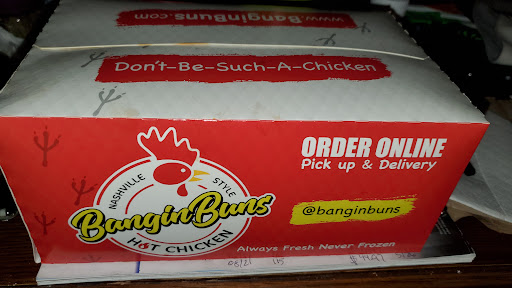 www.BanginBuns.
Don't-Be-Such-A-Chicken
ORDER ONLINE
Pick up & Delivery
NASHVILLE STYLE
BanginBuns
HOT CHICKEN
@banginbuns
Always Fresh Never Frozen